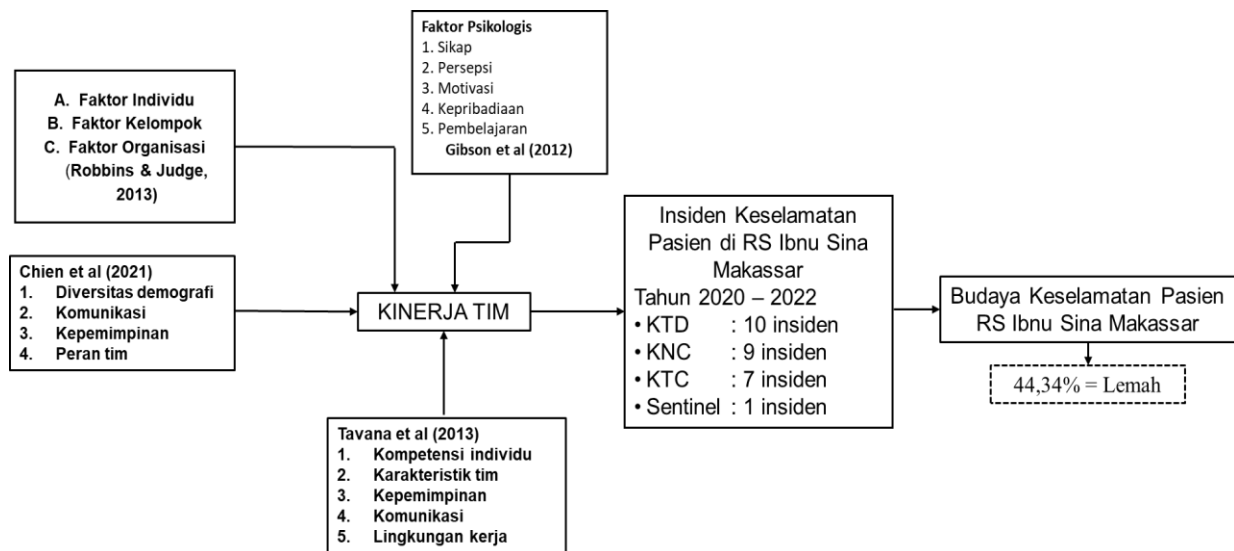 Faktor Psikologis
1. Sikap
2. Persepsi
3. Motivasi
4. Kepribadiaan
5. Pembelajaran
Gibson et al (2012)
A. Faktor Individu
B. Faktor Kelompok
C. Faktor Organisasi
(Robbins & Judge,
2013)
Chien et al (2021)
1. Diversitas demografi
2. Komunikasi
3. Kepemimpinan
4. Peran tim
KINERJA TIM
Tavana et al (2013)
1. Kompetensi individu
2. Karakteristik tim
3. Kepemimpinan
4. Komunikasi
5. Lingkungan kerja
Insiden Keselamatan
Pasien di RS Ibnu Sina
Makassar
Tahun 2020 – 2022
• KTD : 10 insiden
• KNC : 9 insiden
• KTC : 7 insiden
• Sentinel : 1 insiden
Budaya Keselamatan Pasien
RS Ibnu Sina Makassar
44,34% = Lemah